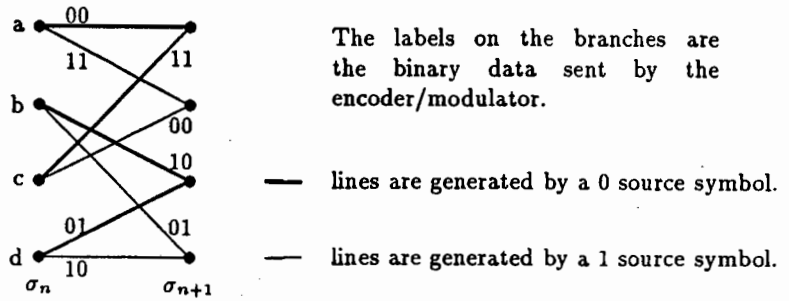 a
00
11
11
b
00
10
c
01
01
d
10
σn
σn+1
The labels on the branches are
the binary data sent by the
encoder/modulator.
lines are generated by a 0 source symbol.
lines are generated by a 1 source symbol.